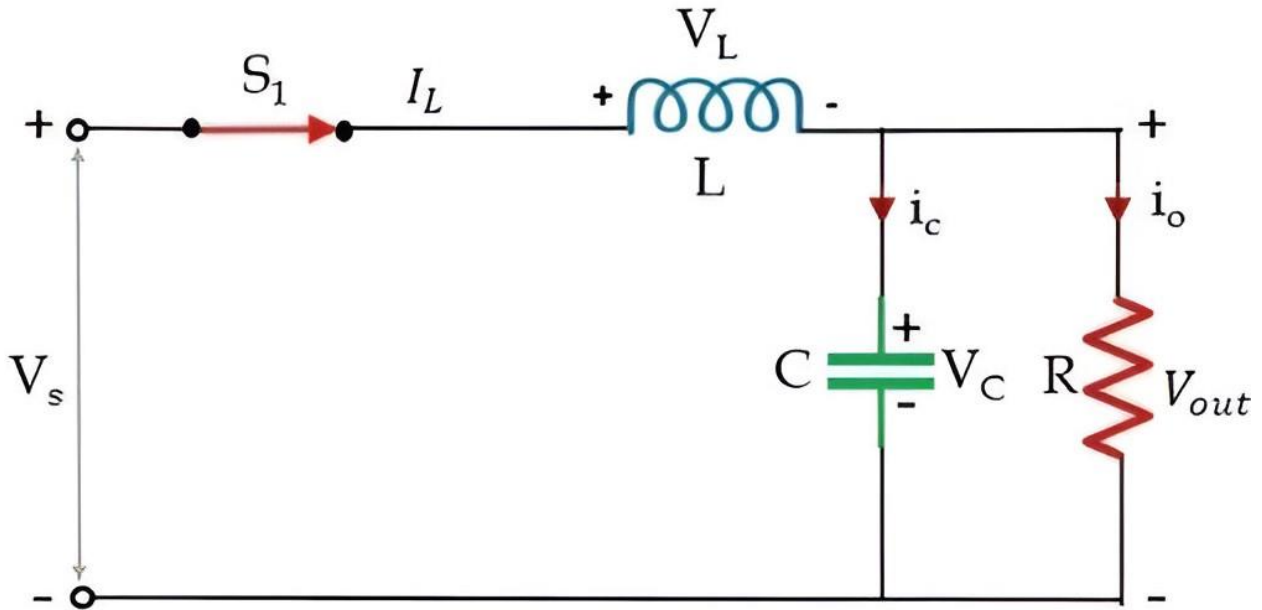 V_L
S_1
I_L
+ -
+ +
L
i_c
i_o
+
V_s
C
V_C
R
V_out
-
- -